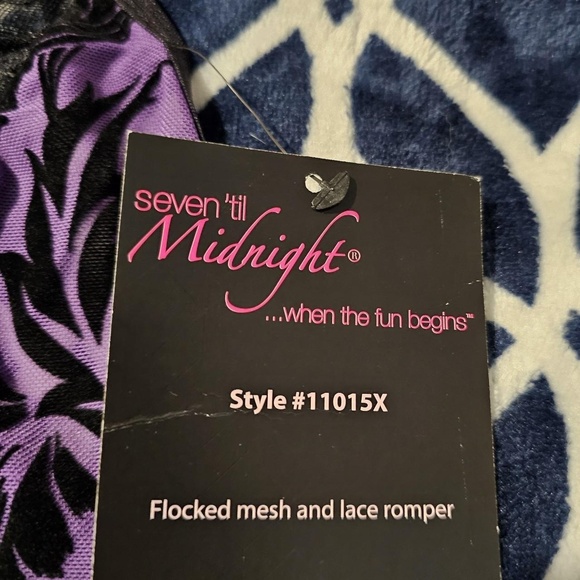 seven 'til
Midnight®
...when the fun begins™
Style #11015X
Flocked mesh and lace romper